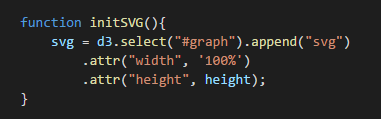 function initSVG(){
    svg = d3.select("#graph").append("svg")
        .attr("width", '100%')
        .attr("height", height);
}